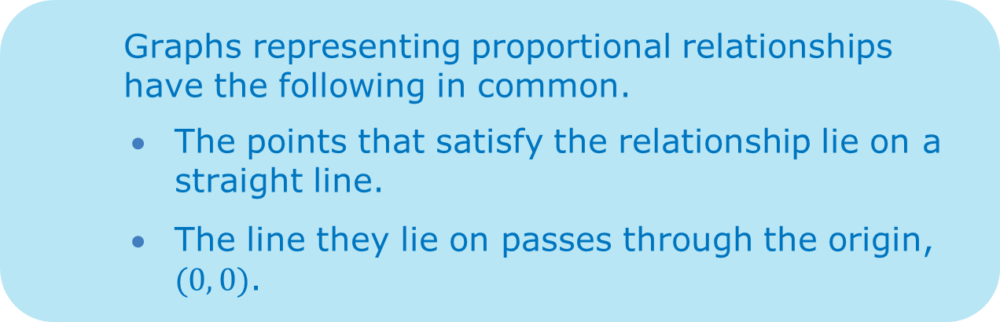 Graphs representing proportional relationships
have the following in common.
• The points that satisfy the relationship lie on a
straight line.
• The line they lie on passes through the origin,
(0, 0).